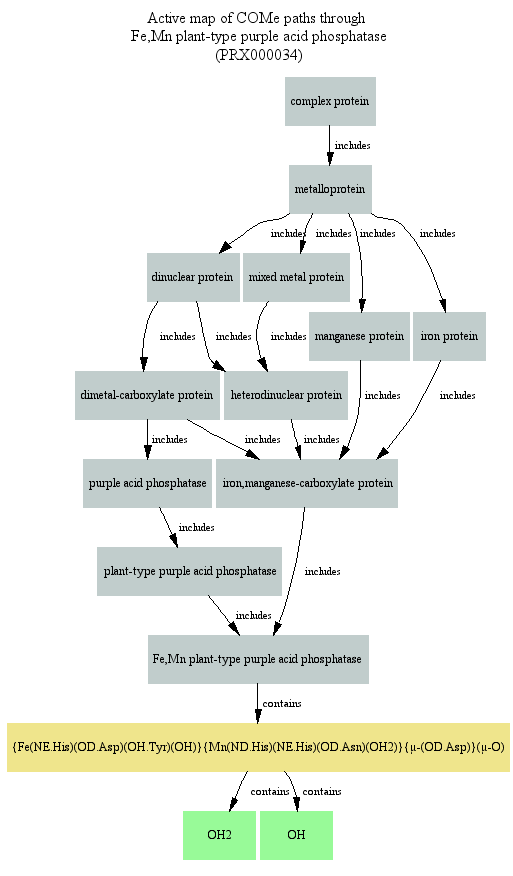 Active map of COMe paths through
Fe,Mn plant-type purple acid phosphatase
(PRX000034)
complex protein
includes
metalloprotein
includes
includes
includes
includes
dinuclear protein
mixed metal protein
manganese protein
iron protein
includes
includes
includes
dimetal-carboxylate protein
heterodinuclear protein
includes
includes
includes
includes
includes
purple acid phosphatase
iron,manganese-carboxylate protein
includes
plant-type purple acid phosphatase
includes
includes
Fe,Mn plant-type purple acid phosphatase
contains
{Fe(NE.His)(OD.Asp)(OH.Tyr)(OH)}{Mn(ND.His)(NE.His)(OD.Asn)(OH2)}{μ-(OD.Asp)}(μ-O)
contains
contains
OH2
OH